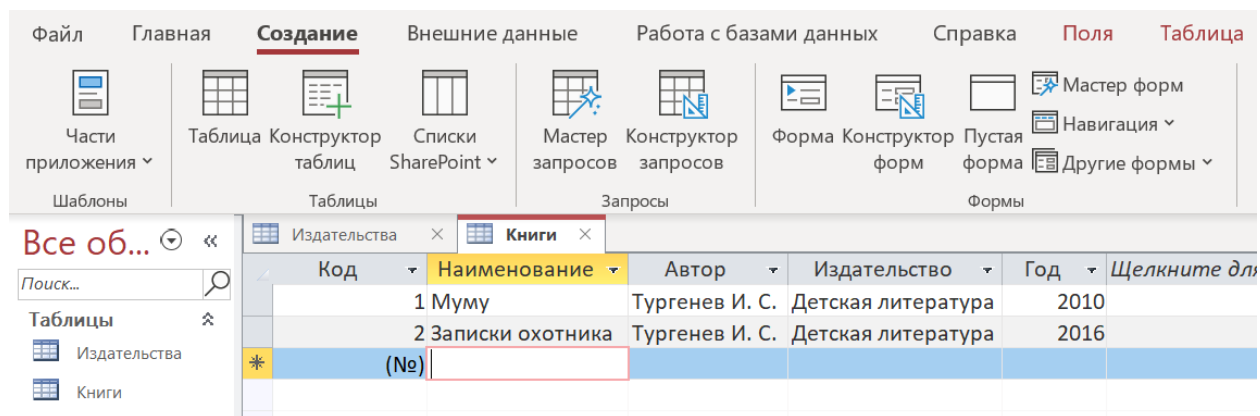 Файл Главная Создание Внешние данные Работа с базами данных Справка Поля Таблица
Части приложения
Таблица
Конструктор таблиц
Списки SharePoint
Мастер запросов
Конструктор запросов
Форма
Конструктор форм
Пустая форма
Мастер форм
Навигация
Другие формы
Шаблоны Таблицы Запросы Формы
Все об...
Поиск...
Таблицы
Издательства
Книги
Издательства Книги
Код Наименование Автор Издательство Год Щелкните для
1 Муму Тургенев И. С. Детская литература 2010
2 Записки охотника Тургенев И. С. Детская литература 2016
(№)